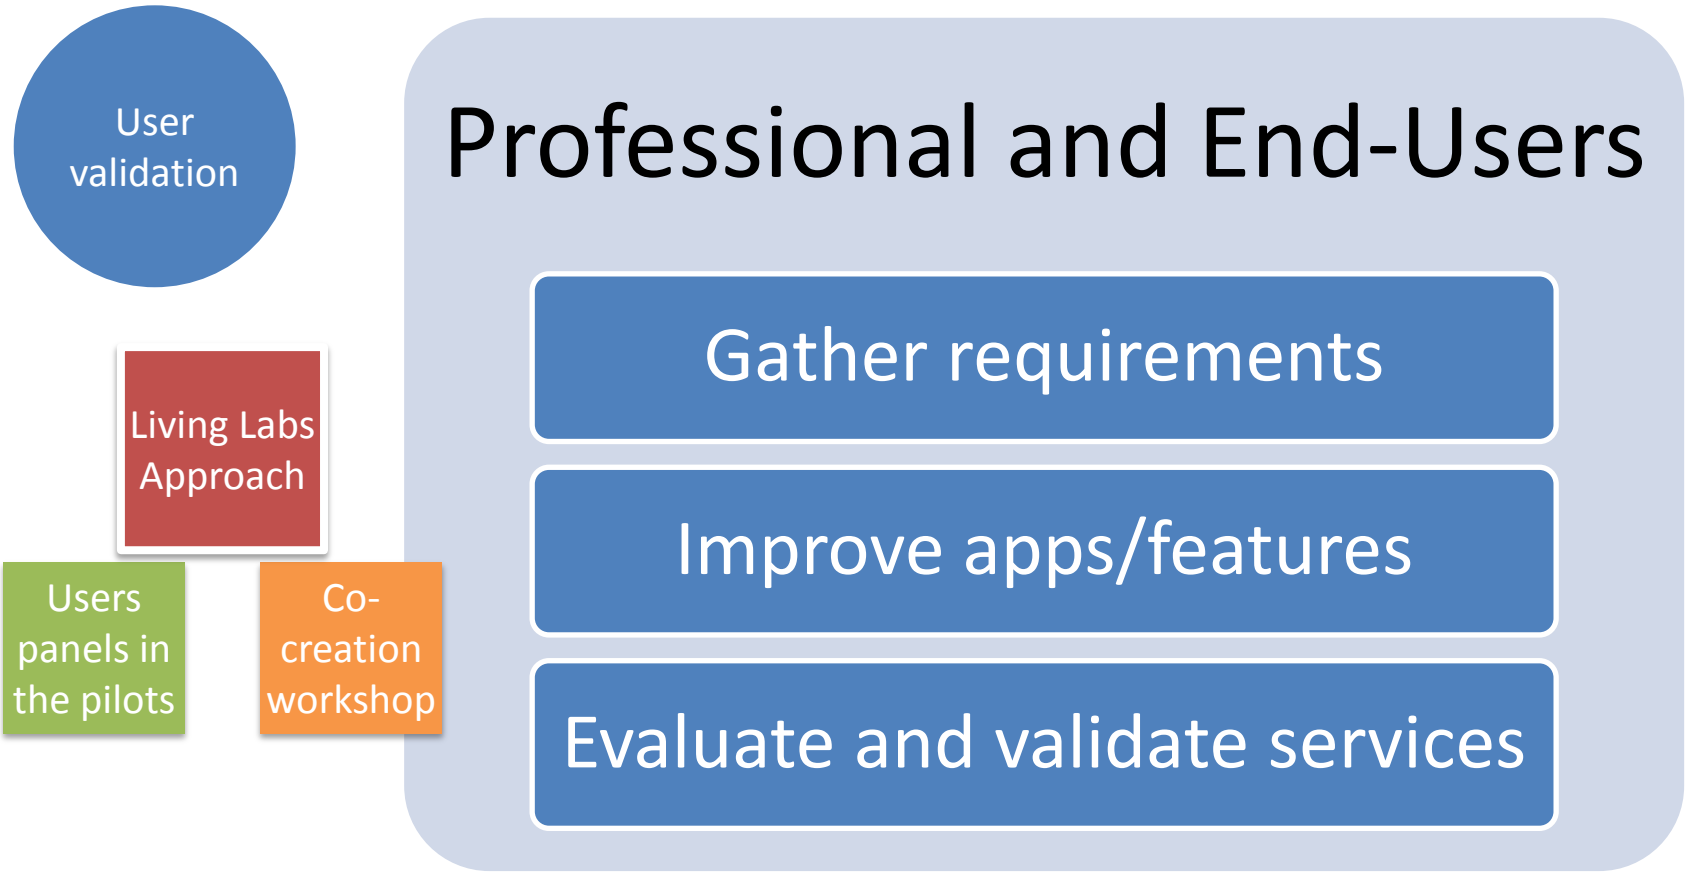 User
validation
Living Labs
Approach
Users
panels in
the pilots
Co-
creation
workshop
Professional and End-Users
Gather requirements
Improve apps/features
Evaluate and validate services